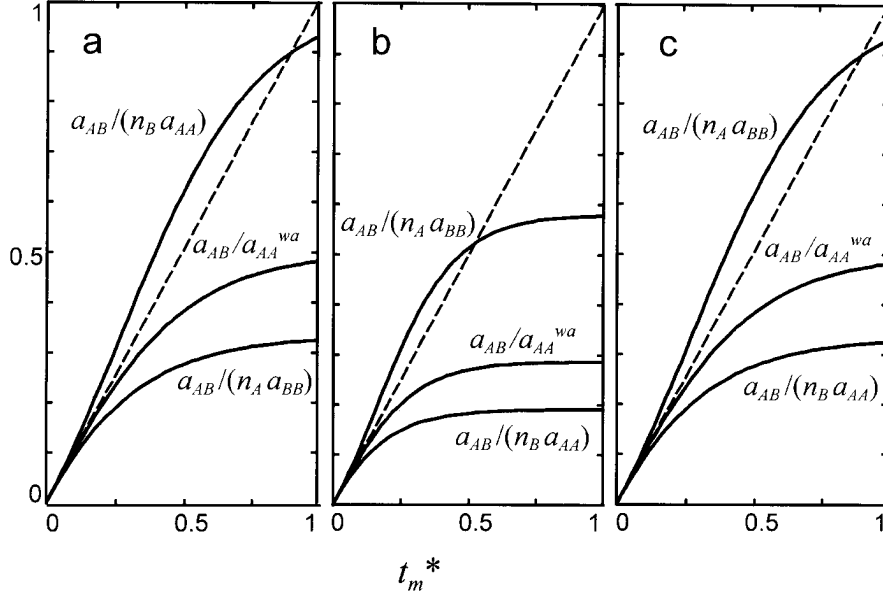 1.0
a
b
c
a_{AB}/(n_B a_{AA})
a_{AB}/(n_A a_{BB})
a_{AB}/(n_A a_{BB})
0.5
a_{AB}/a_{AA}^{wa}
a_{AB}/a_{AA}^{wa}
a_{AB}/a_{AA}^{wa}
a_{AB}/(n_A a_{BB})
a_{AB}/(n_B a_{AA})
a_{AB}/(n_B a_{AA})
0
0 0.5 1
0 0.5 1
0 0.5 1
t_m*